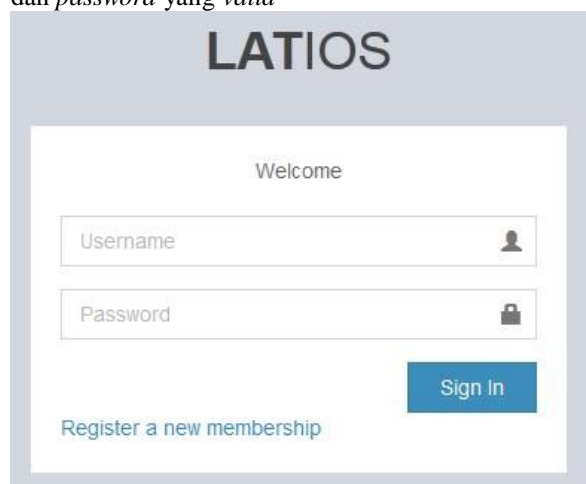 dan password yang valid
LATIOS
Welcome
Username
Password
Sign In
Register a new membership